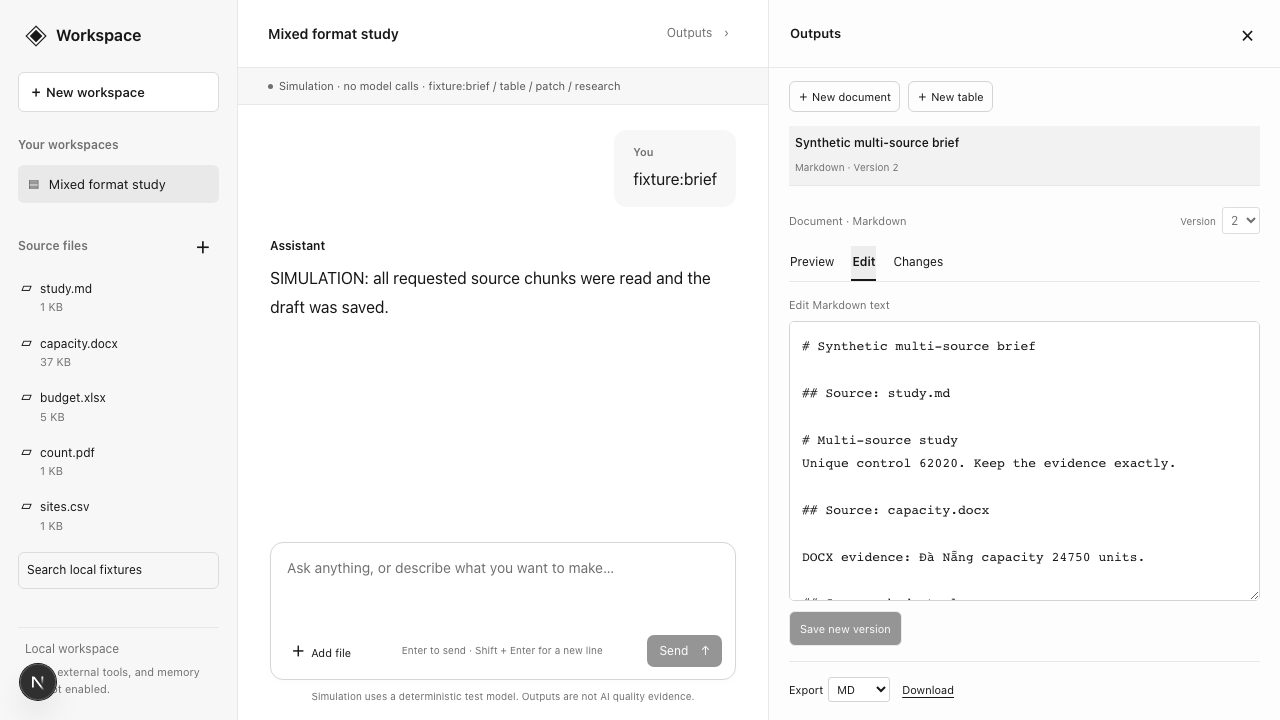 Workspace
+ New workspace
Your workspaces
Mixed format study
Source files
+
study.md
1 KB
capacity.docx
37 KB
budget.xlsx
5 KB
count.pdf
1 KB
sites.csv
1 KB
Search local fixtures
Local workspace
external tools, and memory
enabled.
N
Mixed format study
Outputs ›
Simulation · no model calls · fixture:brief / table / patch / research
You
fixture:brief
Assistant
SIMULATION: all requested source chunks were read and the
draft was saved.
Ask anything, or describe what you want to make...
+ Add file
Enter to send · Shift + Enter for a new line
Send ↑
Simulation uses a deterministic test model. Outputs are not AI quality evidence.
Outputs
×
+ New document
+ New table
Synthetic multi-source brief
Markdown · Version 2
Document · Markdown
Version 2
Preview Edit Changes
Edit Markdown text
# Synthetic multi-source brief
## Source: study.md
# Multi-source study
Unique control 62020. Keep the evidence exactly.
## Source: capacity.docx
DOCX evidence: Đà Nẵng capacity 24750 units.
Save new version
Export MD Download